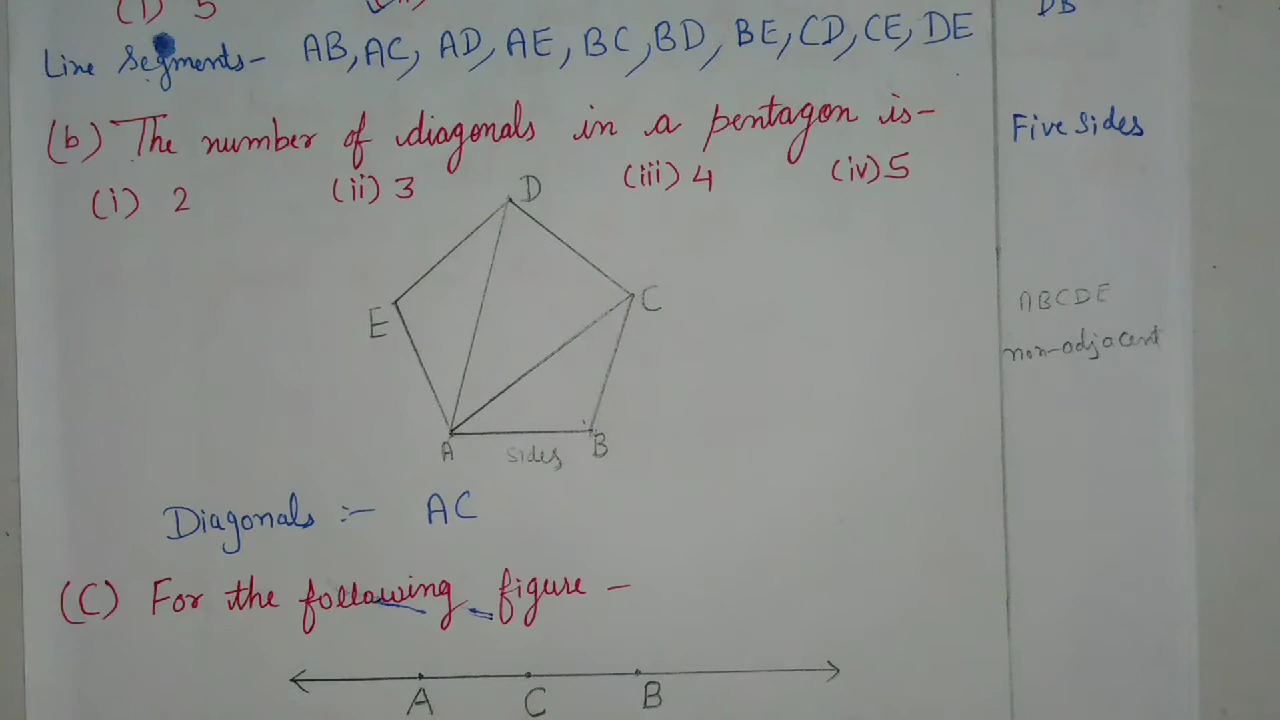 (i) 5
DB
Line Segments- AB, AC, AD, AE, BC, BD, BE, CD, CE, DE
(b) The number of diagonals in a pentagon is-
Five sides
(i) 2 (ii) 3 (iii) 4 (iv) 5
D
E
C
ABCDE
non-adjacent
A sides B
Diagonals :- AC
(C) For the following figure -
A C B